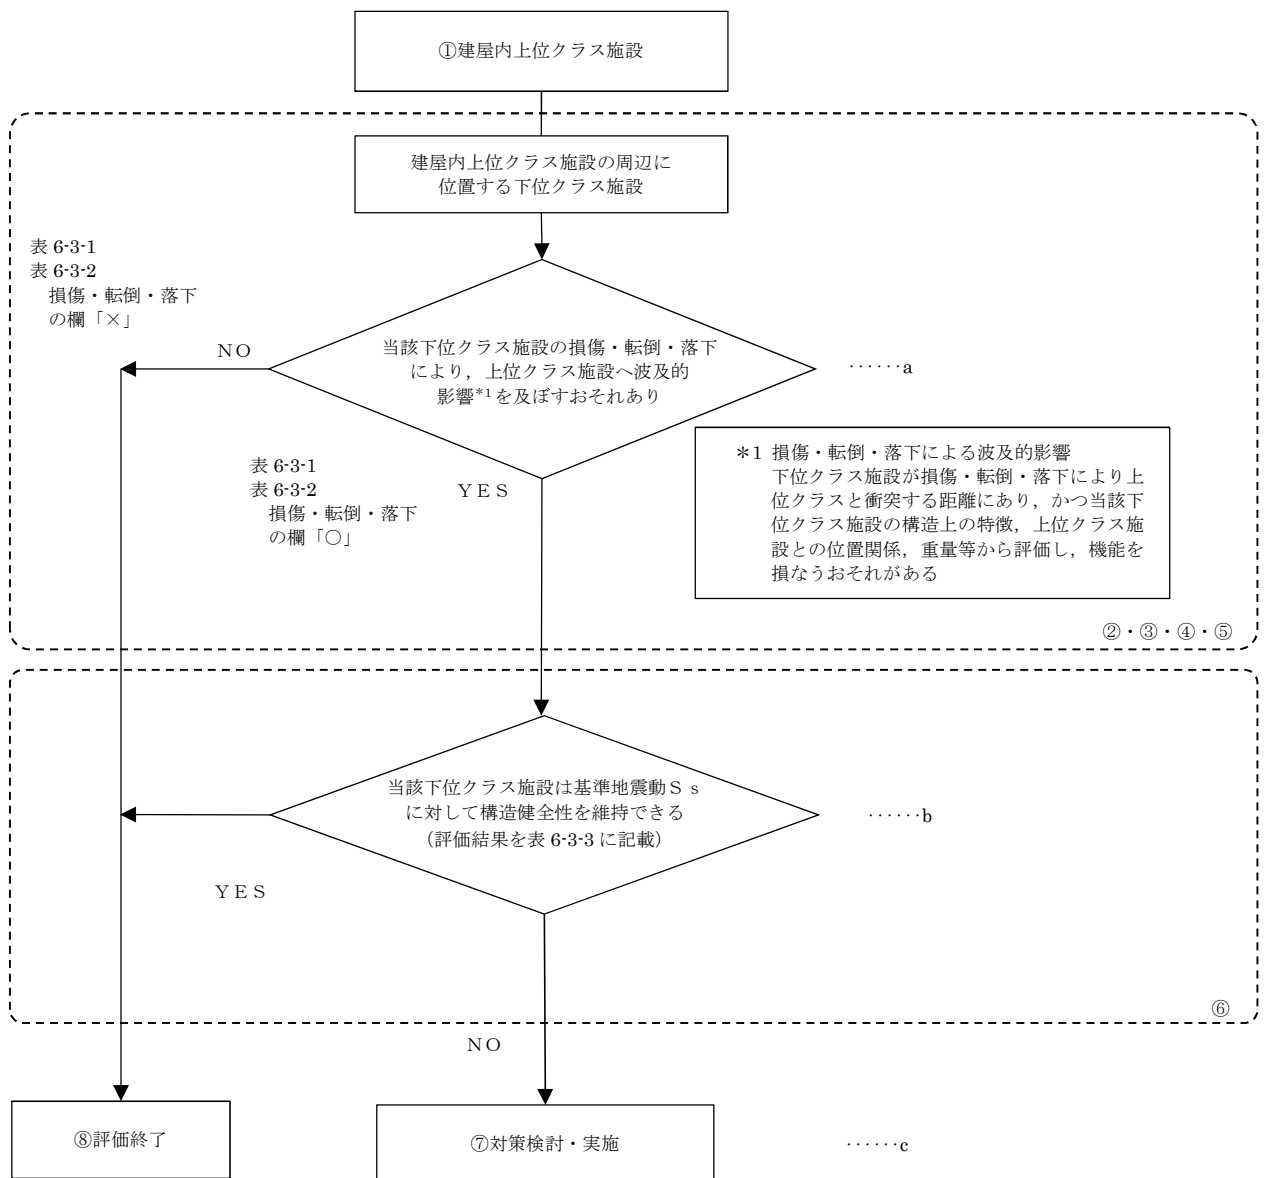 ①建屋内上位クラス施設
建屋内上位クラス施設の周辺に
位置する下位クラス施設
表 6-3-1
表 6-3-2
損傷・転倒・落下
の欄「×」
NO
当該下位クラス施設の損傷・転倒・落下
により，上位クラス施設へ波及的
影響*1を及ぼすおそれあり
……a
表 6-3-1
表 6-3-2
損傷・転倒・落下
の欄「○」
YES
＊1 損傷・転倒・落下による波及的影響
下位クラス施設が損傷・転倒・落下により上
位クラスと衝突する距離にあり，かつ当該下
位クラス施設の構造上の特徴，上位クラス施
設との位置関係，重量等から評価し，機能を
損なうおそれがある
②・③・④・⑤
当該下位クラス施設は基準地震動Ｓｓ
に対して構造健全性を維持できる
（評価結果を表 6-3-3 に記載）
……b
YES
⑥
NO
⑧評価終了
⑦対策検討・実施
……c